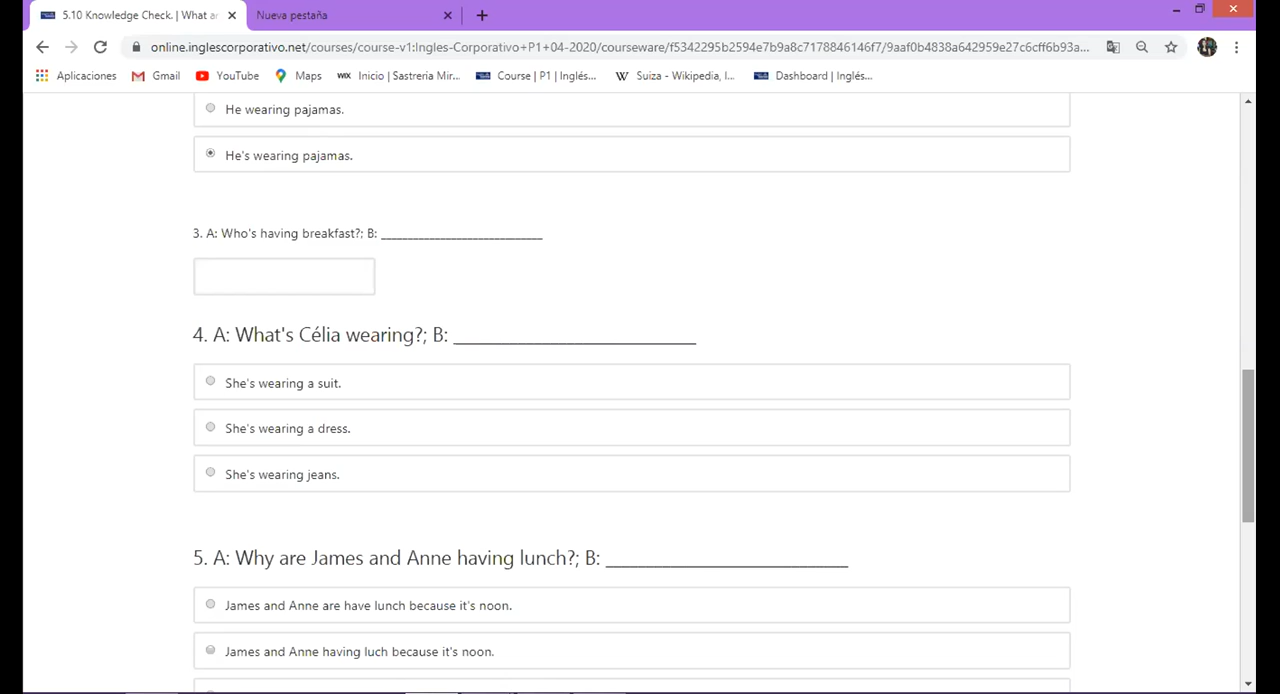 5.10 Knowledge Check. | What ar
Nueva pestaña
online.inglescorporativo.net/courses/course-v1:Ingles-Corporativo+P1+04-2020/courseware/f5342295b2594e7b9a8c7178846146f7/9aaf0b4838a642959e27c6cff6b93a...
Aplicaciones Gmail YouTube Maps WIX Inicio | Sastreria Mir... Course | P1 | Inglés... W Suiza - Wikipedia, l... Dashboard | Inglés...
He wearing pajamas.
He's wearing pajamas.
3. A: Who's having breakfast?; B: ___________________________
4. A: What's Célia wearing?; B: ___________________________
She's wearing a suit.
She's wearing a dress.
She's wearing jeans.
5. A: Why are James and Anne having lunch?; B: ___________________________
James and Anne are have lunch because it's noon.
James and Anne having luch because it's noon.